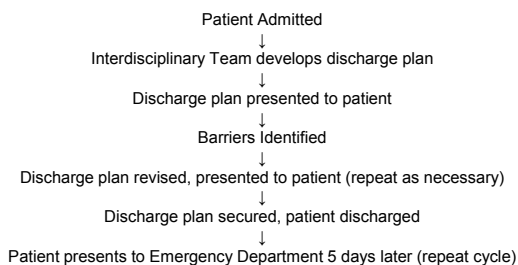 Patient Admitted
↓
Interdisciplinary Team develops discharge plan
↓
Discharge plan presented to patient
↓
Barriers Identified
↓
Discharge plan revised, presented to patient (repeat as necessary)
↓
Discharge plan secured, patient discharged
↓
Patient presents to Emergency Department 5 days later (repeat cycle)